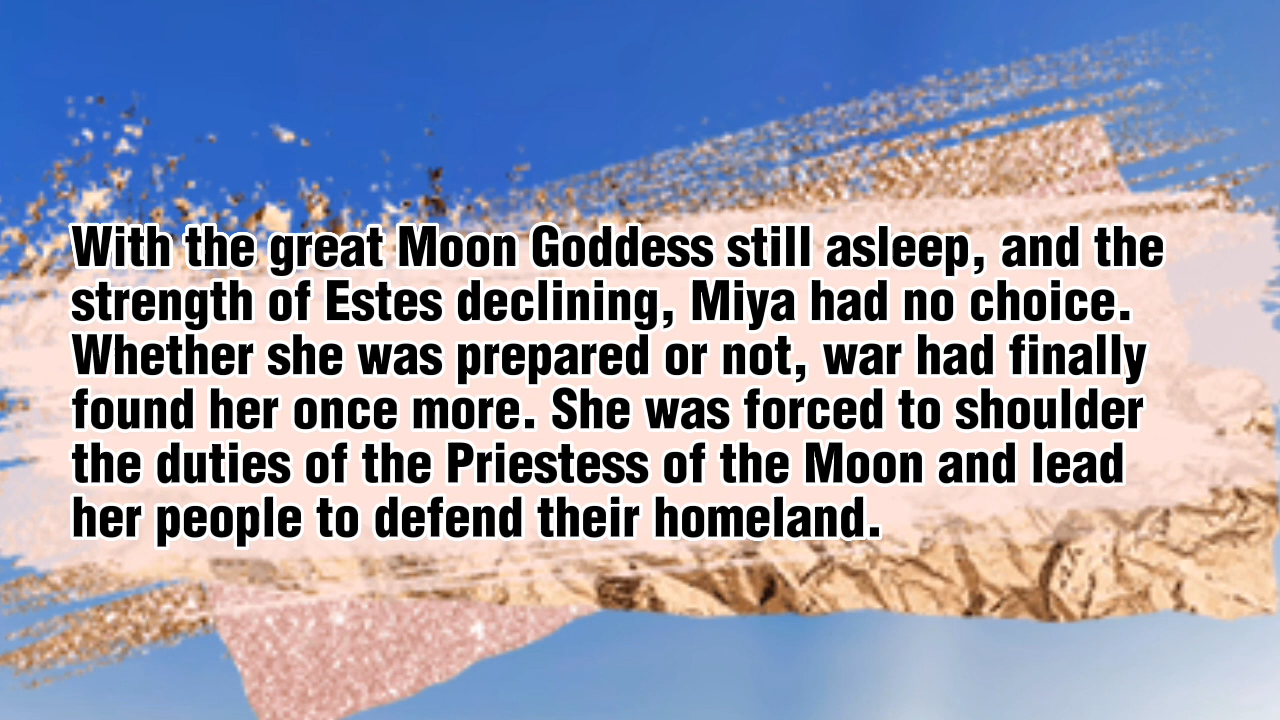 With the great Moon Goddess still asleep, and the
strength of Estes declining, Miya had no choice.
Whether she was prepared or not, war had finally
found her once more. She was forced to shoulder
the duties of the Priestess of the Moon and lead
her people to defend their homeland.